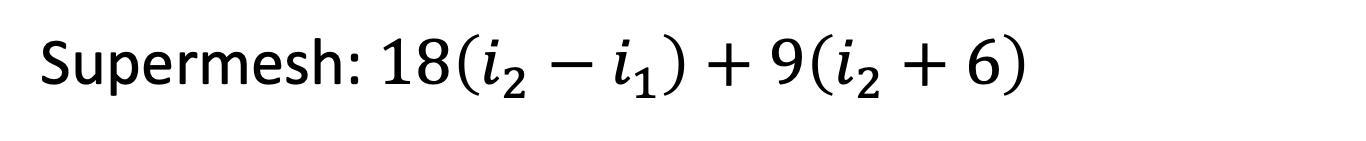 Supermesh: 18(i₂ − i₁) + 9(i₂ + 6)